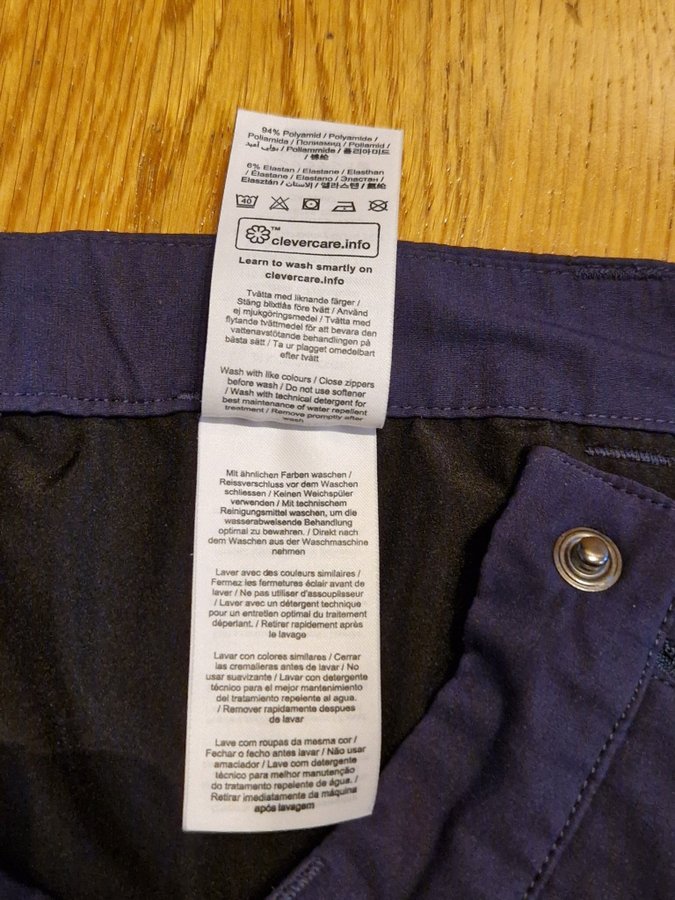 94% Polyamid / Polyamide /
Poliamida / Полиамид / Poliamid /
بولي أميد / Poliammide / 폴리아미드
/ 锦纶
6% Elastan / Elastane / Elasthan
/ Élasthane / Elastano / Эластан /
Elasztán / الاستان / 엘라스텐 / 氨纶
40
clevercare.info
TM
Learn to wash smartly on
clevercare.info
Tvätta med liknande färger /
Stäng blixtlås före tvätt / Använd
ej mjukgöringsmedel / Tvätta med
flytande tvättmedel för att bevara den
vattenavstötande behandlingen på
bästa sätt / Ta ur plagget omedelbart
efter tvätt
Wash with like colours / Close zippers
before wash / Do not use softener
/ Wash with technical detergent for
best maintenance of water repellent
treatment / Remove promptly after
wash
Mit ähnlichen Farben waschen /
Reissverschluss vor dem Waschen
schliessen / Keinen Weichspüler
verwenden / Mit technischem
Reinigungsmittel waschen, um die
wasserabweisende Behandlung
optimal zu bewahren. / Direkt nach
dem Waschen aus der Waschmaschine
nehmen
Laver avec des couleurs similaires /
Fermez les fermetures éclair avant de
laver / Ne pas utiliser d'assouplisseur
/ Laver avec un détergent technique
pour un entretien optimal du traitement
déperlant. / Retirer rapidement après
le lavage
Lavar con colores similares / Cerrar
las cremalleras antes de lavar / No
usar suavizante / Lavar con detergente
técnico para el mejor mantenimiento
del tratamiento repelente al agua.
/ Remover rapidamente despues
de lavar
Lave com roupas da mesma cor /
Fechar o fecho antes lavar / Não usar
amaciador / Lave com detergente
técnico para melhor manutenção
do tratamento repelente de água. /
Retirar imediatamente da máquina
após lavagem